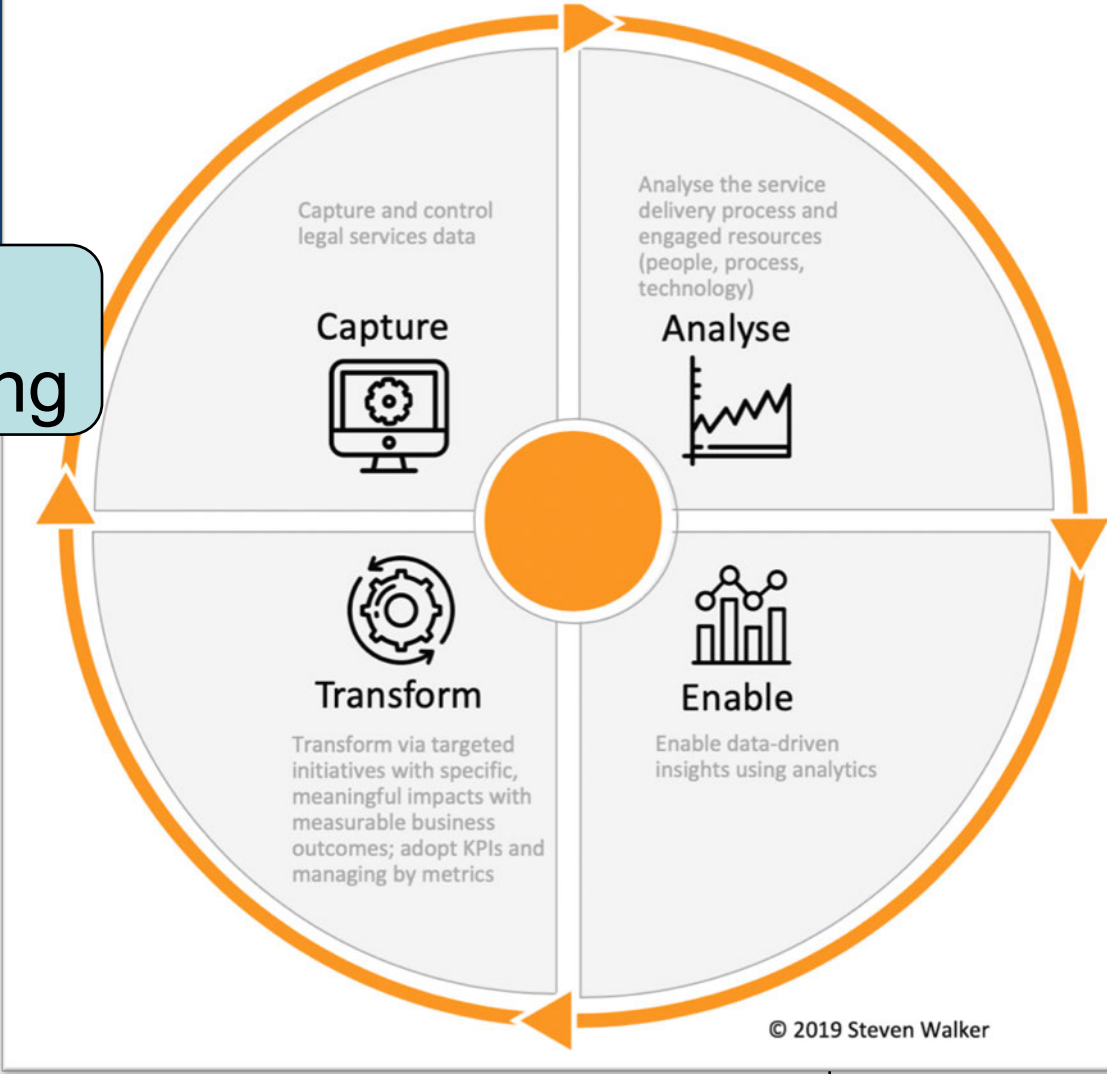 Capture and control
legal services data
Capture
Analyse the service
delivery process and
engaged resources
(people, process,
technology)
Analyse
ng
Transform
Transform via targeted
initiatives with specific,
meaningful impacts with
measurable business
outcomes; adopt KPIs and
managing by metrics
Enable
Enable data-driven
insights using analytics
© 2019 Steven Walker